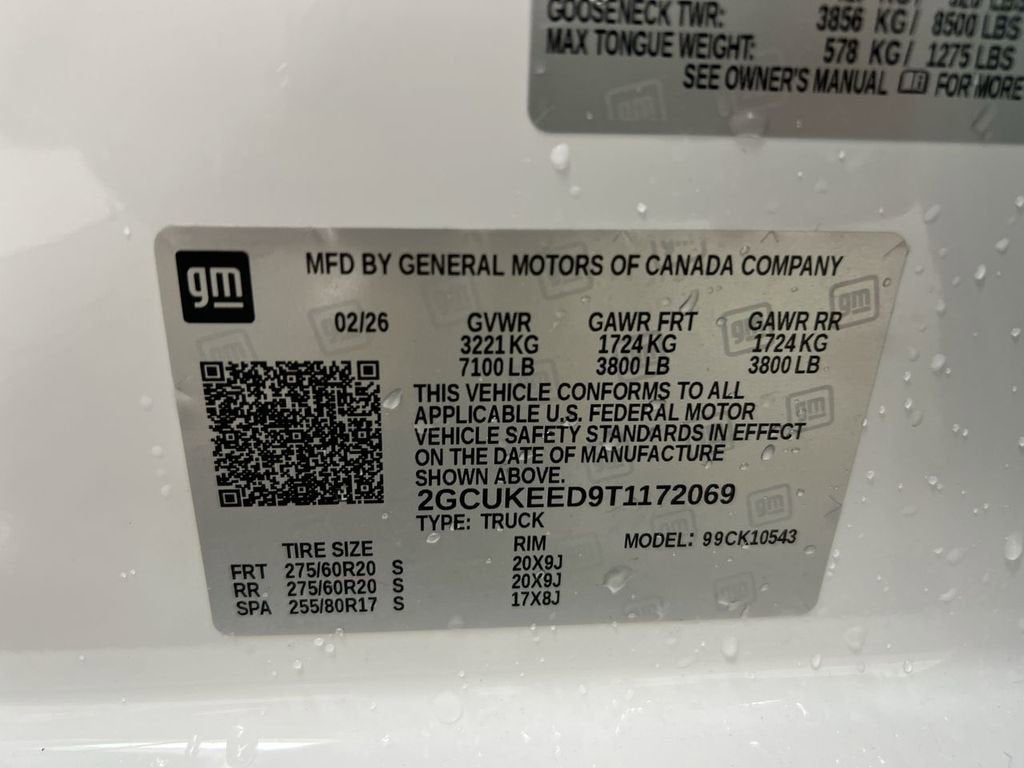 GOOSENECK TWR: 3856 KG/ 8500 LBS
MAX TONGUE WEIGHT: 578 KG/ 1275 LBS
SEE OWNER'S MANUAL FOR MORE
gm
MFD BY GENERAL MOTORS OF CANADA COMPANY
02/26 GVWR GAWR FRT GAWR RR
3221 KG 1724 KG 1724 KG
7100 LB 3800 LB 3800 LB
THIS VEHICLE CONFORMS TO ALL
APPLICABLE U.S. FEDERAL MOTOR
VEHICLE SAFETY STANDARDS IN EFFECT
ON THE DATE OF MANUFACTURE
SHOWN ABOVE.
2GCUKEED9T1172069
TYPE: TRUCK
MODEL: 99CK10543
TIRE SIZE RIM
FRT 275/60R20 S 20X9J
RR 275/60R20 S 20X9J
SPA 255/80R17 S 17X8J